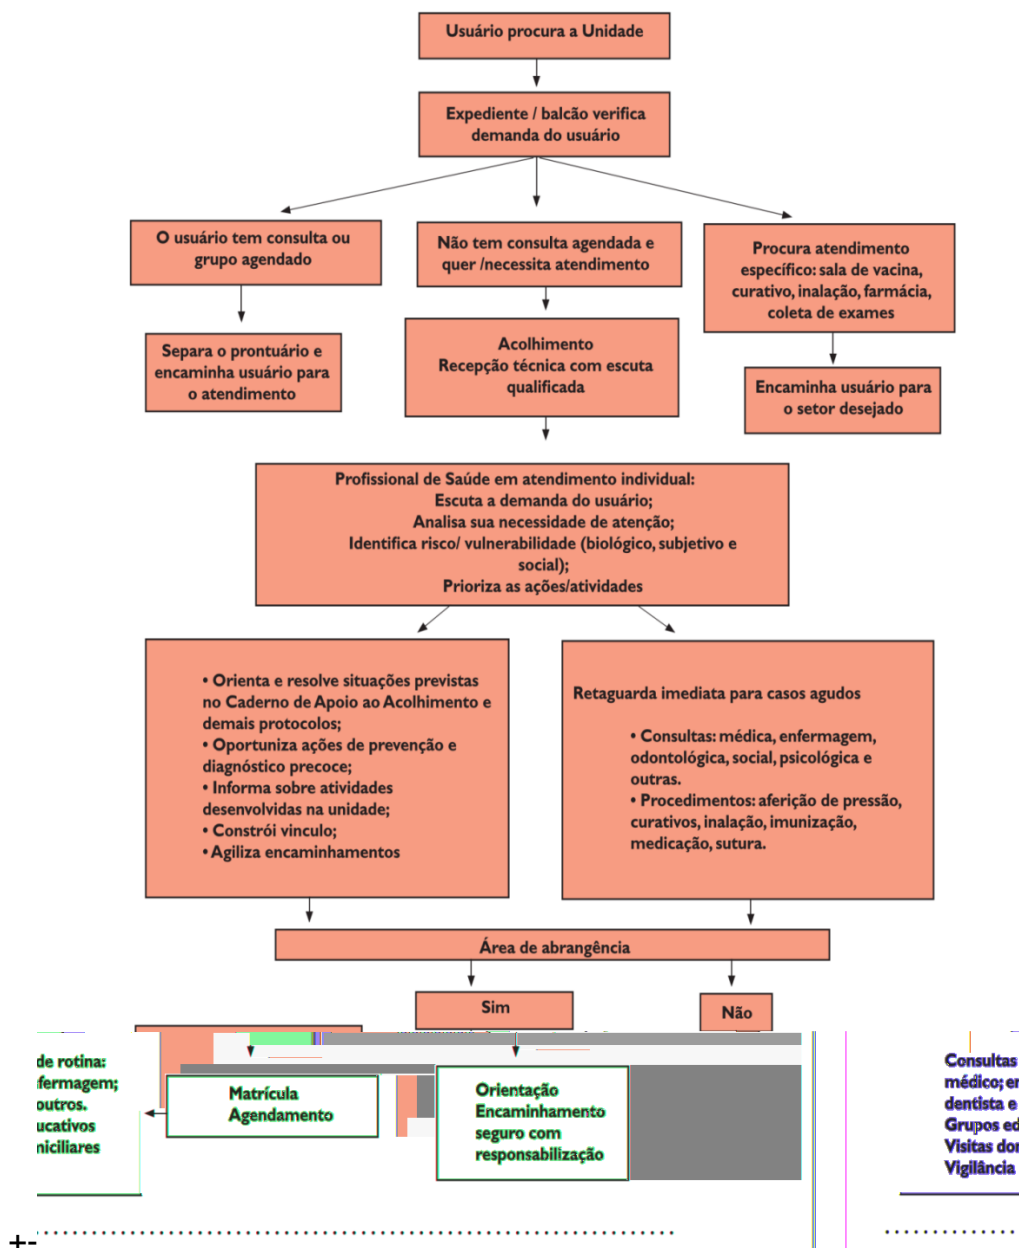 Usuário procura a Unidade
Expediente / balcão verifica
demanda do usuário
O usuário tem consulta ou
grupo agendado
Não tem consulta agendada e
quer /necessita atendimento
Procura atendimento
específico: sala de vacina,
curativo, inalação, farmácia,
coleta de exames
Separa o prontuário e
encaminha usuário para
o atendimento
Acolhimento
Recepção técnica com escuta
qualificada
Encaminha usuário para
o setor desejado
Profissional de Saúde em atendimento individual:
Escuta a demanda do usuário;
Analisa sua necessidade de atenção;
Identifica risco/ vulnerabilidade (biológico, subjetivo e
social);
Prioriza as ações/atividades
• Orienta e resolve situações previstas
no Caderno de Apoio ao Acolhimento e
demais protocolos;
• Oportuniza ações de prevenção e
diagnóstico precoce;
• Informa sobre atividades
desenvolvidas na unidade;
• Constrói vinculo;
• Agiliza encaminhamentos
Retaguarda imediata para casos agudos
• Consultas: médica, enfermagem,
odontológica, social, psicológica e
outras.
• Procedimentos: aferição de pressão,
curativos, inalação, imunização,
medicação, sutura.
Área de abrangência
Sim
Não
de rotina:
fermagem;
outros.
ucativos
miciliares
Matrícula
Agendamento
Orientação
Encaminhamento
seguro com
responsabilização
Consultas
médico; en
dentista e
Grupos ed
Visitas dor
Vigilância
+-